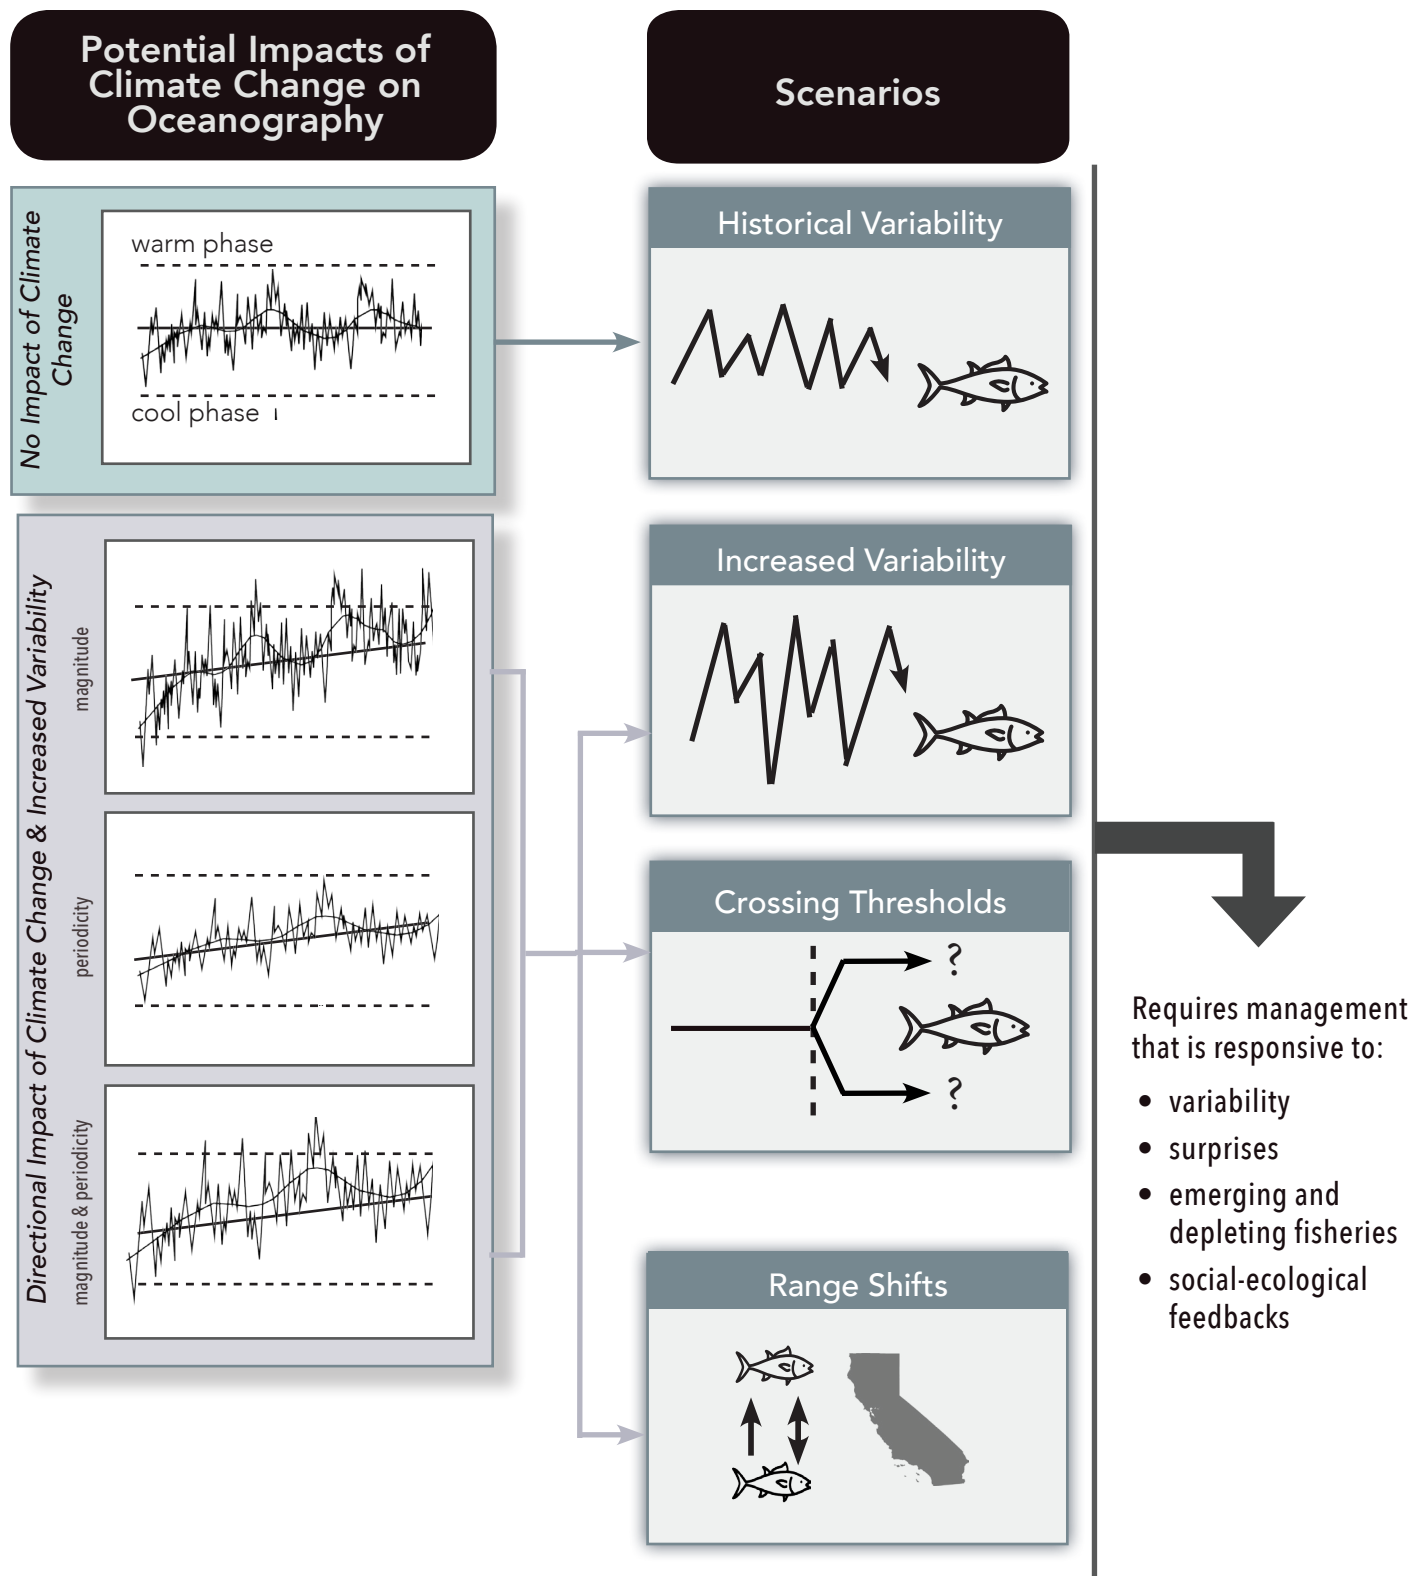 Potential Impacts of
Climate Change on
Oceanography
Scenarios
No Impact of Climate
Change
warm phase
cool phase
Historical Variability
Directional Impact of Climate Change & Increased Variability
magnitude
periodicity
magnitude & periodicity
Increased Variability
Crossing Thresholds
?
?
Range Shifts
Requires management
that is responsive to:
• variability
• surprises
• emerging and
depleting fisheries
• social-ecological
feedbacks